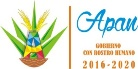 Apan
GOBIERNO
CON ROSTRO HUMANO
2016-2020